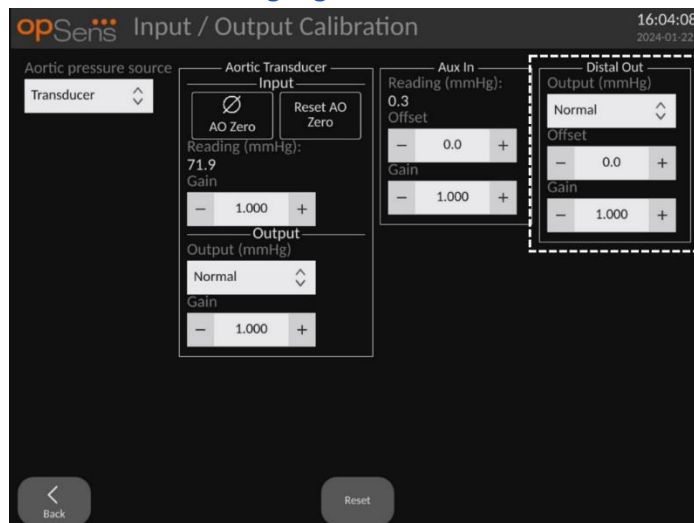 opSens Input / Output Calibration
16:04:08
2024-01-22
Aortic pressure source
Transducer
Aortic Transducer
Input
AO Zero
Reset AO
Zero
Reading (mmHg):
71.9
Gain
− 1.000 +
Output
Output (mmHg)
Normal
Gain
− 1.000 +
Aux In
Reading (mmHg):
0.3
Offset
− 0.0 +
Gain
− 1.000 +
Distal Out
Output (mmHg)
Normal
Offset
− 0.0 +
Gain
− 1.000 +
Back
Reset